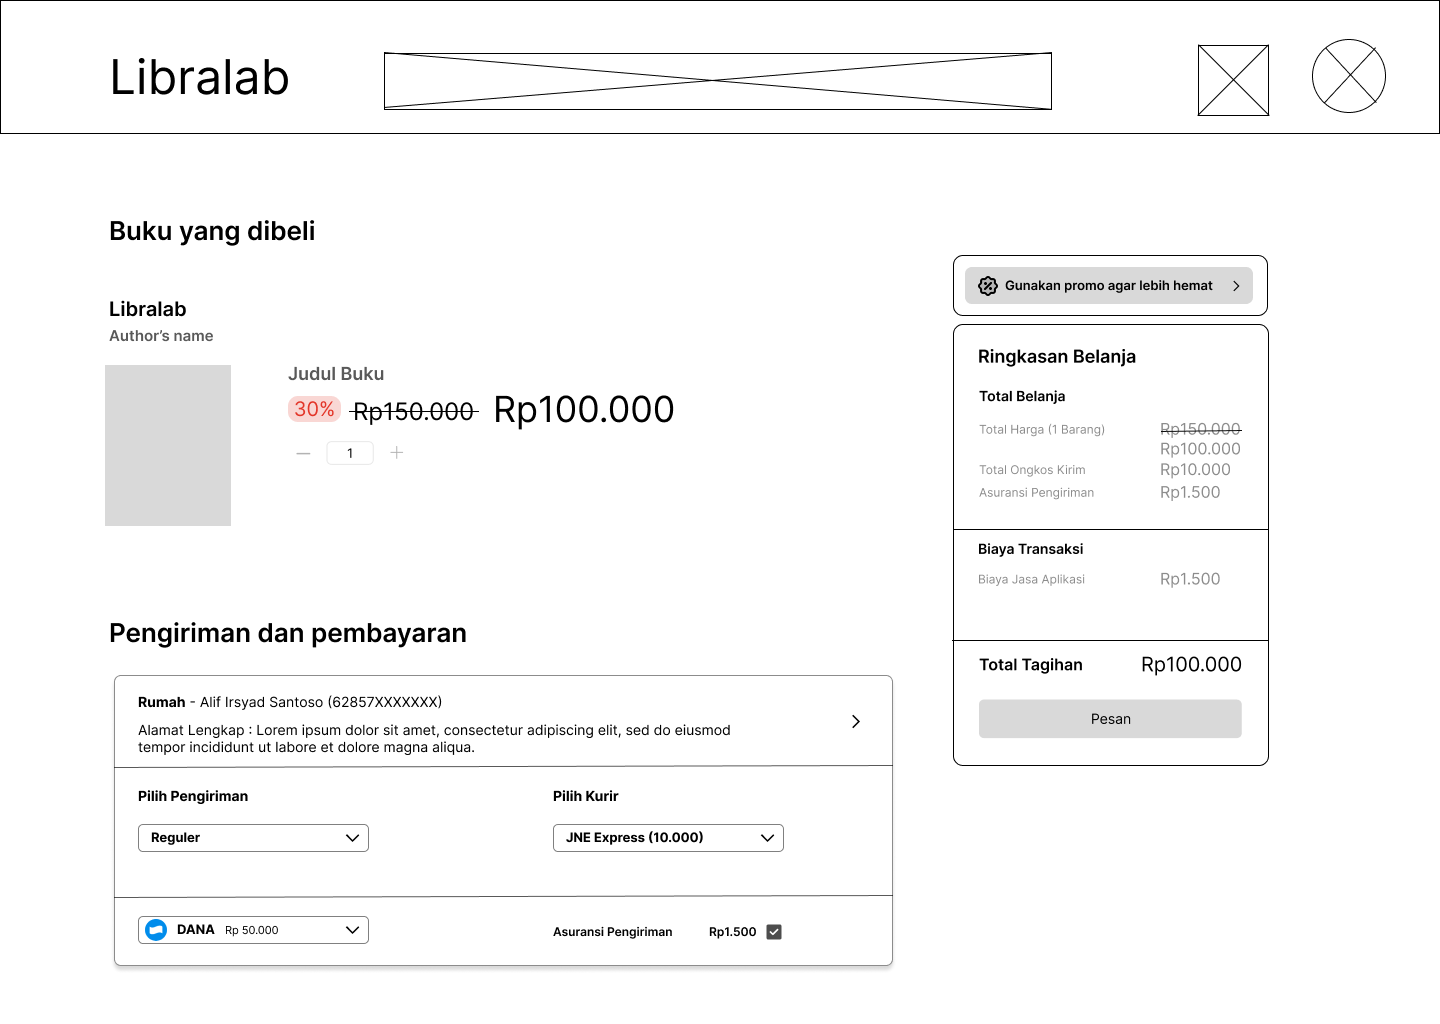 Libralab
Buku yang dibeli
Libralab
Author's name
Judul Buku
30% Rp150.000 Rp100.000
1
Pengiriman dan pembayaran
Rumah - Alif Irsyad Santoso (62857XXXXXXX)
Alamat Lengkap : Lorem ipsum dolor sit amet, consectetur adipiscing elit, sed do eiusmod
tempor incididunt ut labore et dolore magna aliqua.
Pilih Pengiriman
Reguler
Pilih Kurir
JNE Express (10.000)
DANA Rp 50.000
Asuransi Pengiriman Rp1.500
Gunakan promo agar lebih hemat
Ringkasan Belanja
Total Belanja
Total Harga (1 Barang) Rp150.000
Rp100.000
Total Ongkos Kirim Rp10.000
Asuransi Pengiriman Rp1.500
Biaya Transaksi
Biaya Jasa Aplikasi Rp1.500
Total Tagihan Rp100.000
Pesan